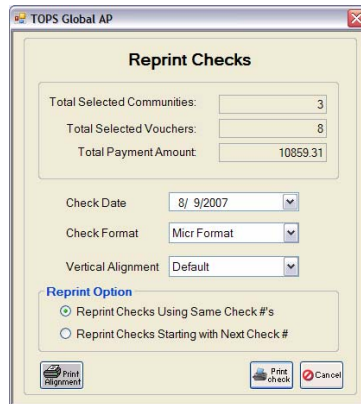 TOPS Global AP
Reprint Checks
Total Selected Communities: 3
Total Selected Vouchers: 8
Total Payment Amount: 10859.31
Check Date 8/ 9/2007
Check Format Micr Format
Vertical Alignment Default
Reprint Option
Reprint Checks Using Same Check #'s
Reprint Checks Starting with Next Check #
Print
Alignment
Print
check
Cancel